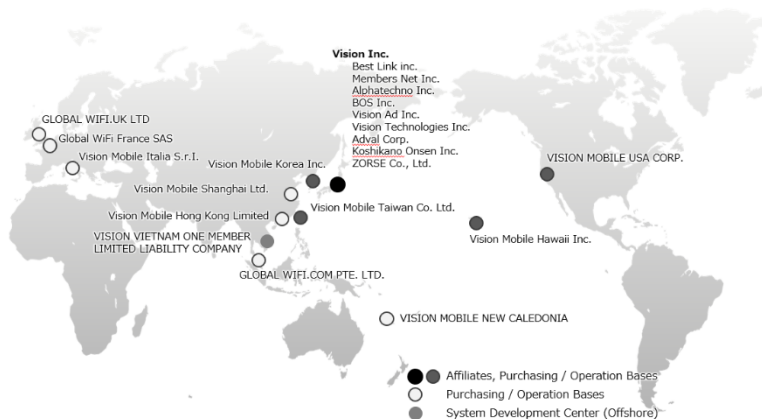 Vision Inc.
Best Link inc.
Members Net Inc.
Alphatechno Inc.
BOS Inc.
Vision Ad Inc.
Vision Technologies Inc.
Adval Corp.
Koshikano Onsen Inc.
ZORSE Co., Ltd.
GLOBAL WIFI.UK LTD
Global WiFi France SAS
Vision Mobile Italia S.r.I.
Vision Mobile Korea Inc.
VISION MOBILE USA CORP.
Vision Mobile Shanghai Ltd.
Vision Mobile Taiwan Co. Ltd.
Vision Mobile Hong Kong Limited
Vision Mobile Hawaii Inc.
VISION VIETNAM ONE MEMBER
LIMITED LIABILITY COMPANY
GLOBAL WIFI.COM PTE. LTD.
VISION MOBILE NEW CALEDONIA
Affiliates, Purchasing / Operation Bases
Purchasing / Operation Bases
System Development Center (Offshore)